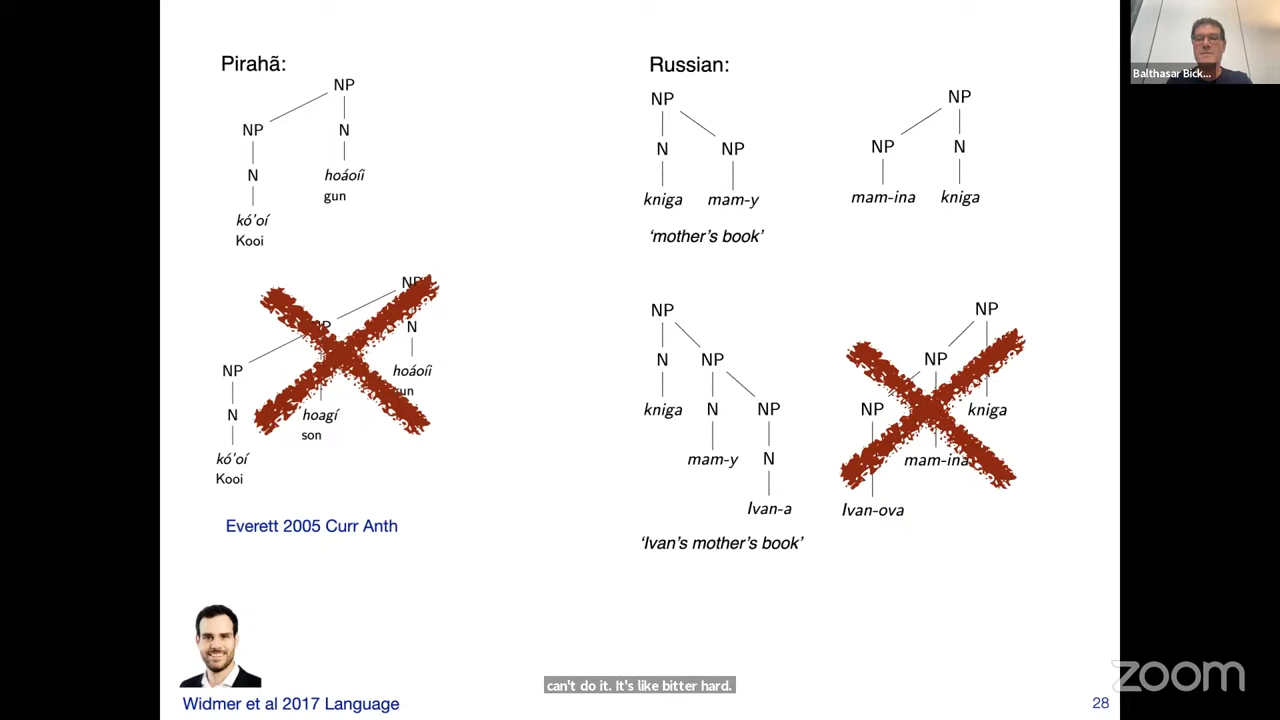 Pirahã:
NP
NP
N
N
hoáoíi
gun
kó'oí
Kooi
NP
N
NP
hoáoíi
N
hoagí
son
kó'oí
Kooi
Everett 2005 Curr Anth
Russian:
NP
N
NP
kniga
mam-y
'mother's book'
NP
NP
N
mam-ina
kniga
NP
N
NP
kniga
N
NP
mam-y
N
Ivan-a
'Ivan's mother's book'
NP
NP
NP
kniga
mam-ina
Ivan-ova
Balthasar Bick...
Widmer et al 2017 Language
can't do it. It's like bitter hard.
zoom
28